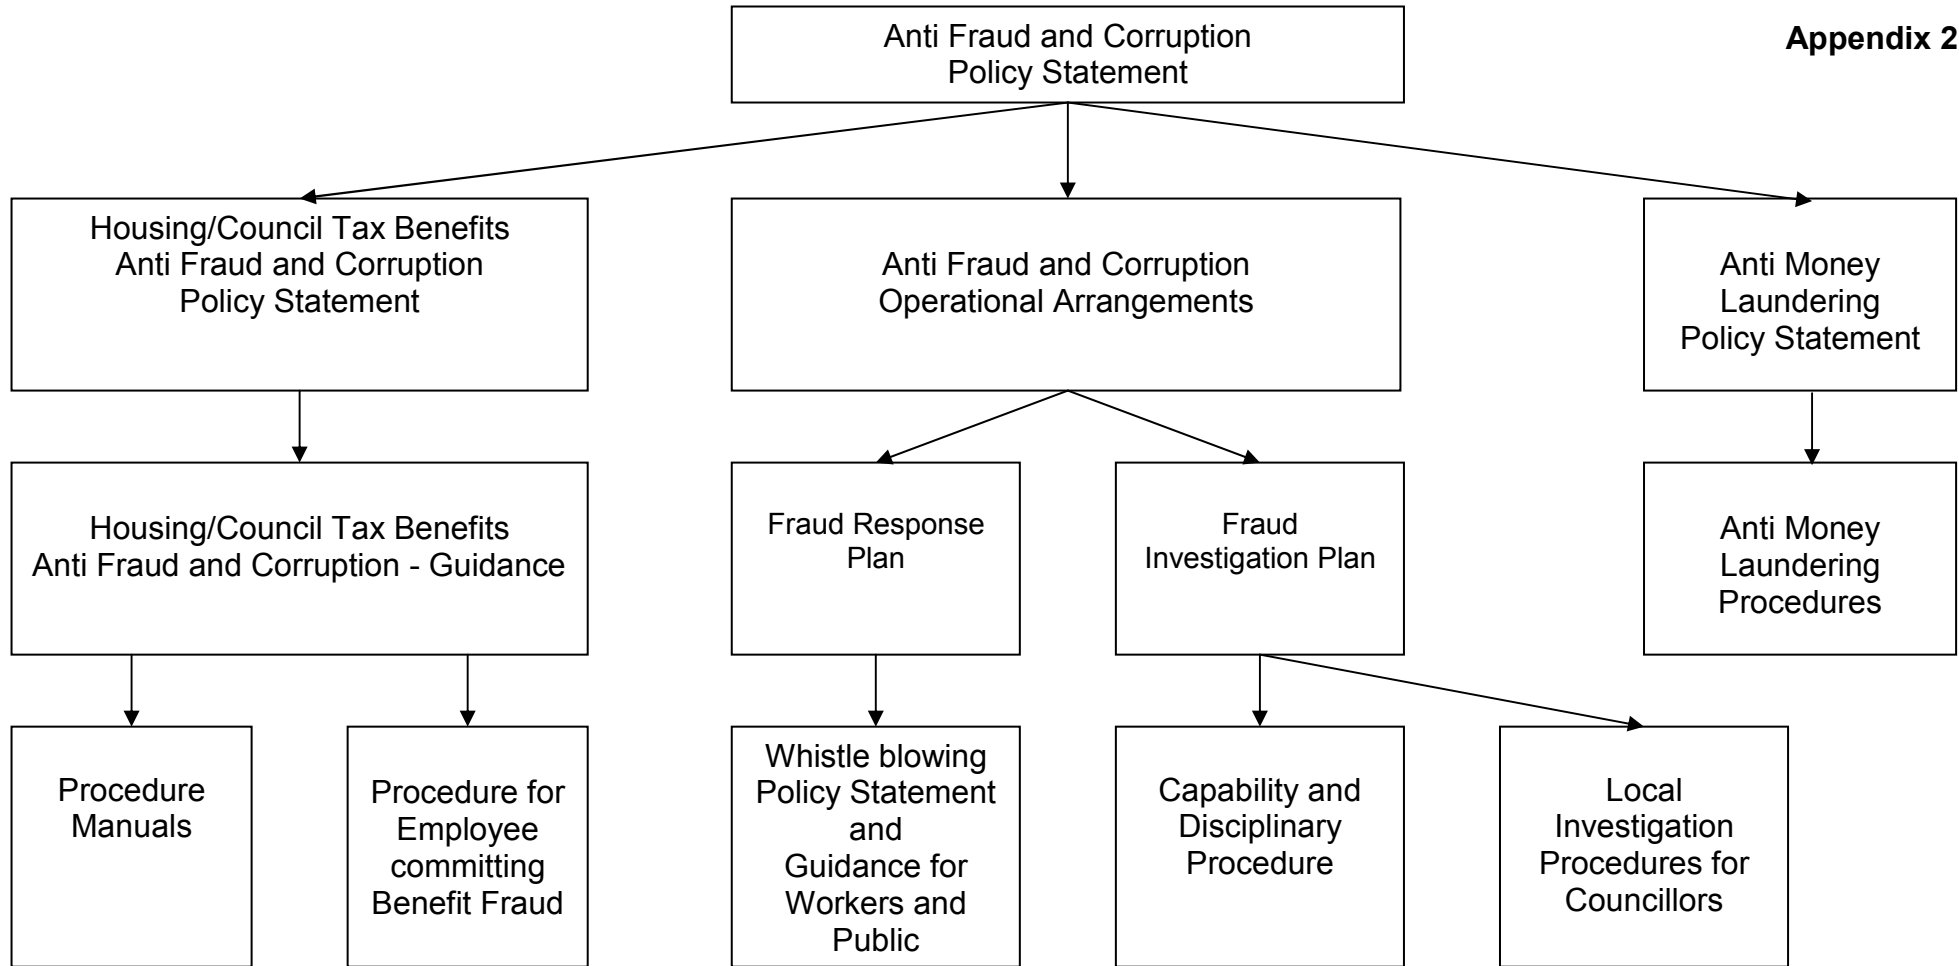 Anti Fraud and Corruption
Policy Statement
Appendix 2
Housing/Council Tax Benefits
Anti Fraud and Corruption
Policy Statement
Anti Fraud and Corruption
Operational Arrangements
Anti Money
Laundering
Policy Statement
Housing/Council Tax Benefits
Anti Fraud and Corruption - Guidance
Fraud Response
Plan
Fraud
Investigation Plan
Anti Money
Laundering
Procedures
Procedure
Manuals
Procedure for
Employee
committing
Benefit Fraud
Whistle blowing
Policy Statement
and
Guidance for
Workers and
Public
Capability and
Disciplinary
Procedure
Local
Investigation
Procedures for
Councillors